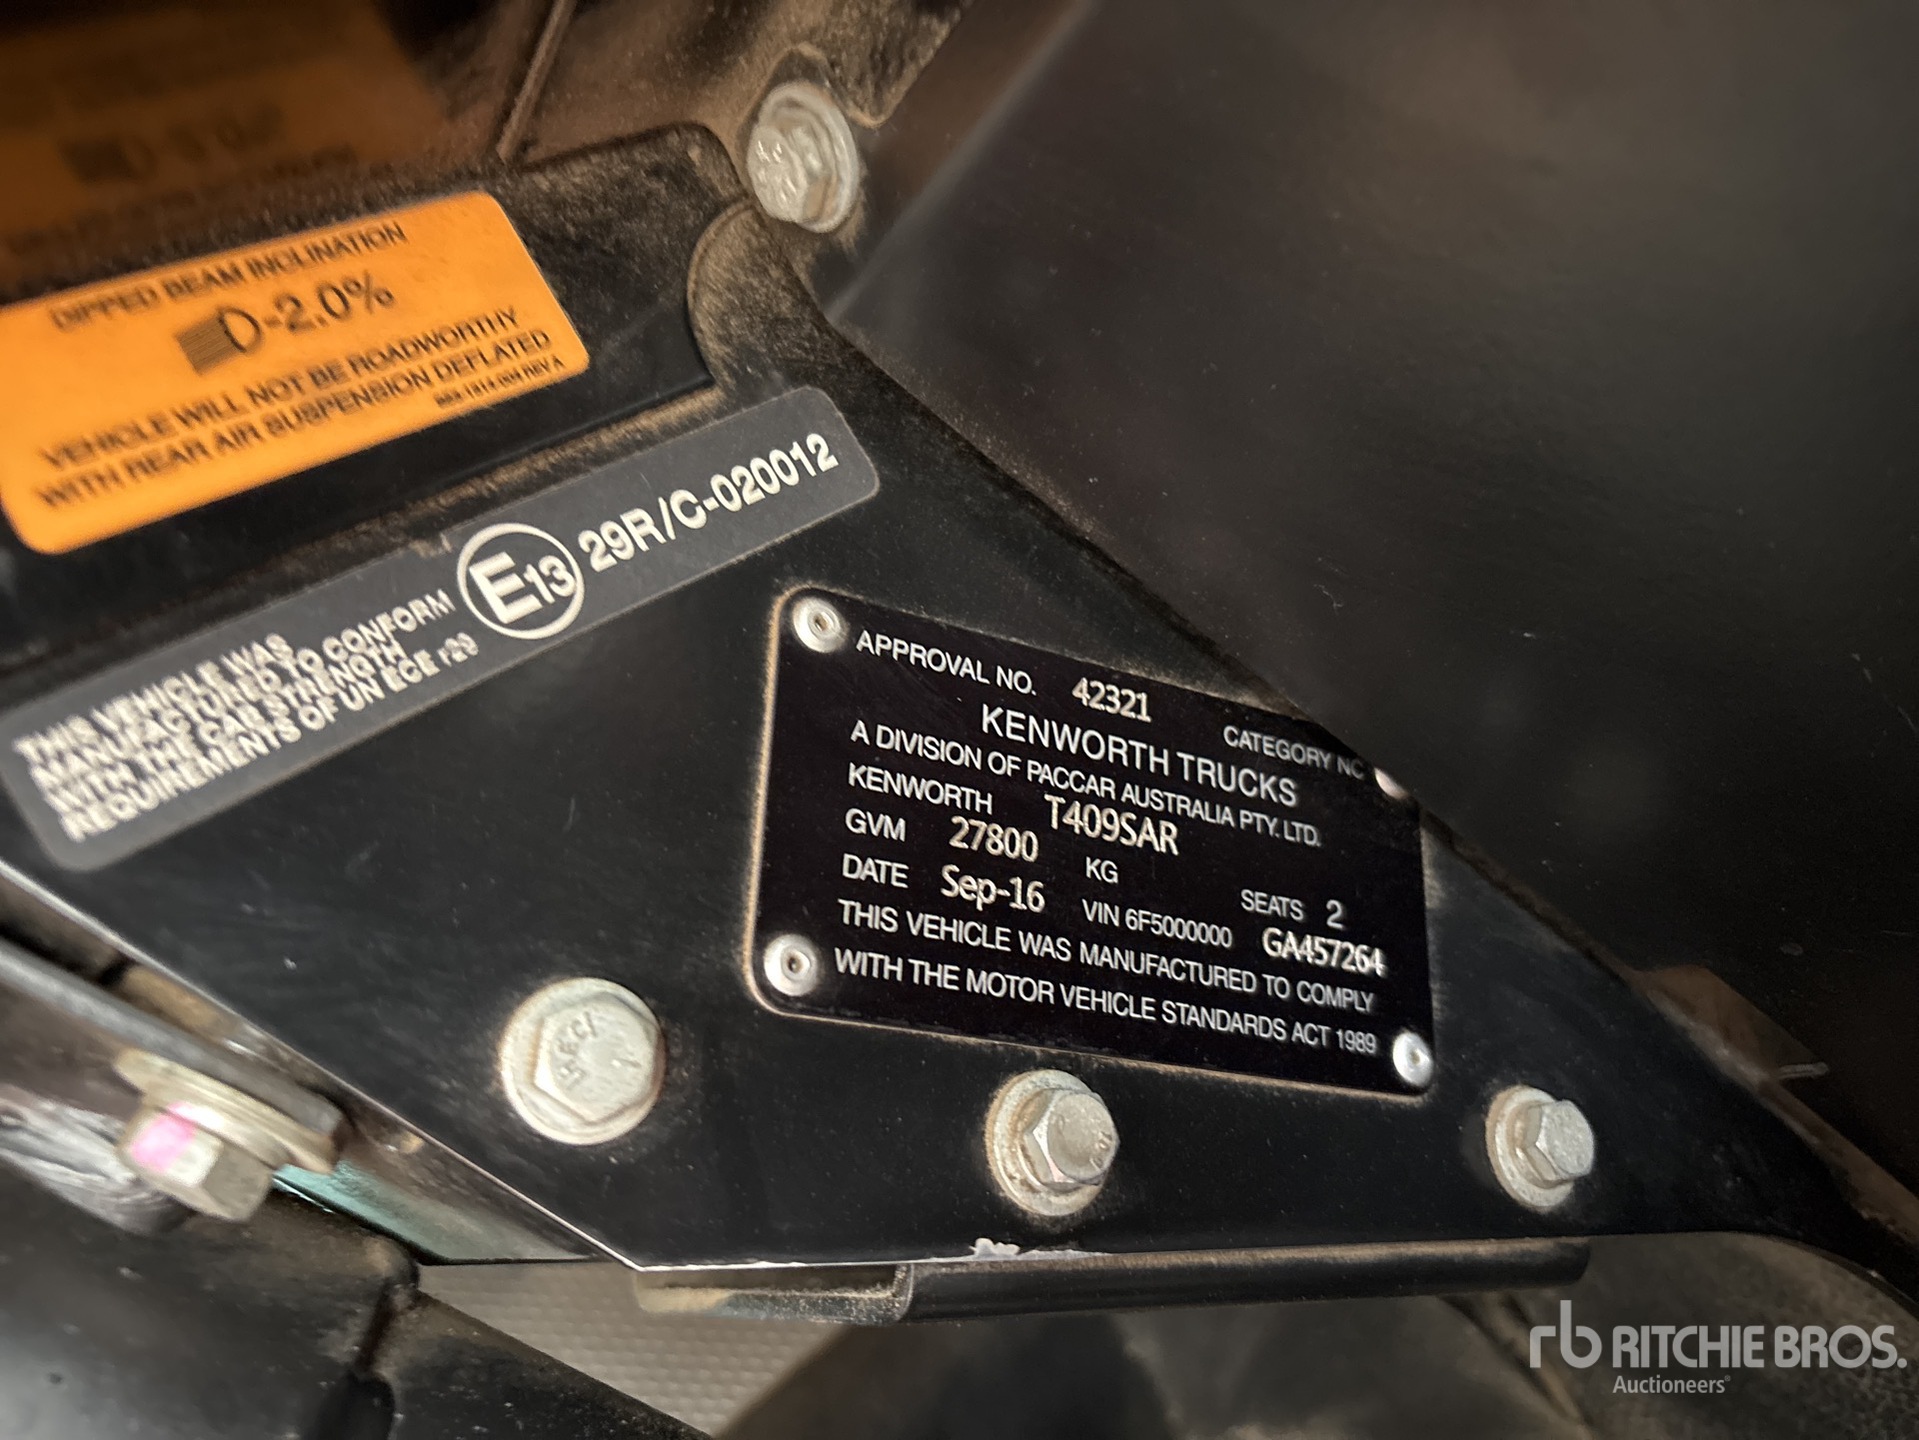 DIPPED BEAM INCLINATION
D-2.0%
VEHICLE WILL NOT BE ROADWORTHY
WITH REAR AIR SUSPENSION DEFLATED
THIS VEHICLE WAS
MANUFACTURED TO CONFORM
WITH THE CAB STRENGTH
REQUIREMENTS OF UN ECE r29
E13 29R/C-020012
APPROVAL NO. 42321
CATEGORY NC
KENWORTH TRUCKS
A DIVISION OF PACCAR AUSTRALIA PTY. LTD.
KENWORTH T409SAR
GVM 27800 KG SEATS 2
DATE Sep-16 VIN 6F5000000 GA457264
THIS VEHICLE WAS MANUFACTURED TO COMPLY
WITH THE MOTOR VEHICLE STANDARDS ACT 1989
rb RITCHIE BROS.
Auctioneers®